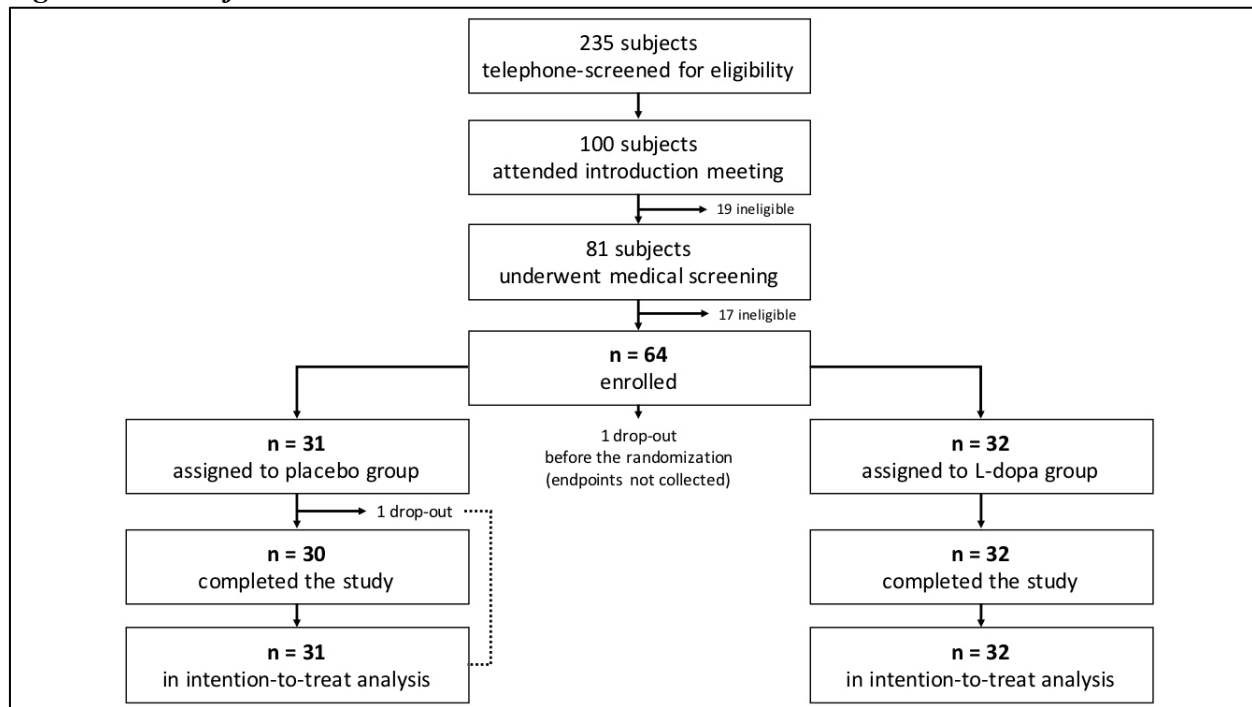 235 subjects
telephone-screened for eligibility
100 subjects
attended introduction meeting
19 ineligible
81 subjects
underwent medical screening
17 ineligible
n = 64
enrolled
1 drop-out
before the randomization
(endpoints not collected)
n = 31
assigned to placebo group
1 drop-out
n = 30
completed the study
n = 31
in intention-to-treat analysis
n = 32
assigned to L-dopa group
n = 32
completed the study
n = 32
in intention-to-treat analysis